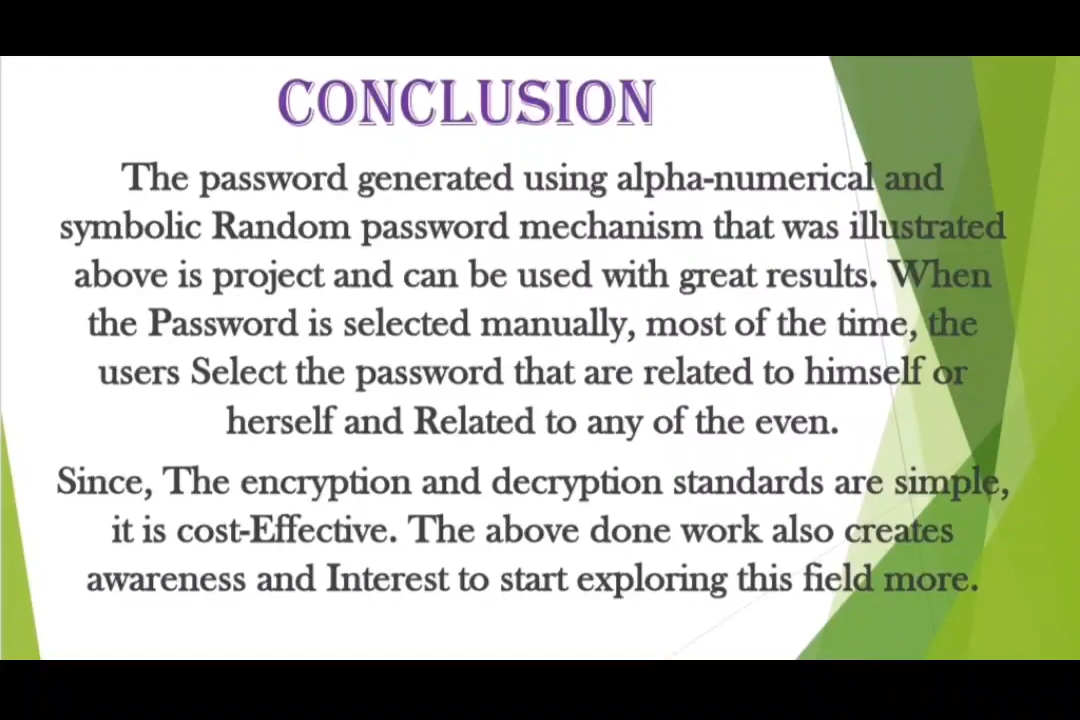 CONCLUSION
The password generated using alpha-numerical and
symbolic Random password mechanism that was illustrated
above is project and can be used with great results. When
the Password is selected manually, most of the time, the
users Select the password that are related to himself or
herself and Related to any of the even.
Since, The encryption and decryption standards are simple,
it is cost-Effective. The above done work also creates
awareness and Interest to start exploring this field more.